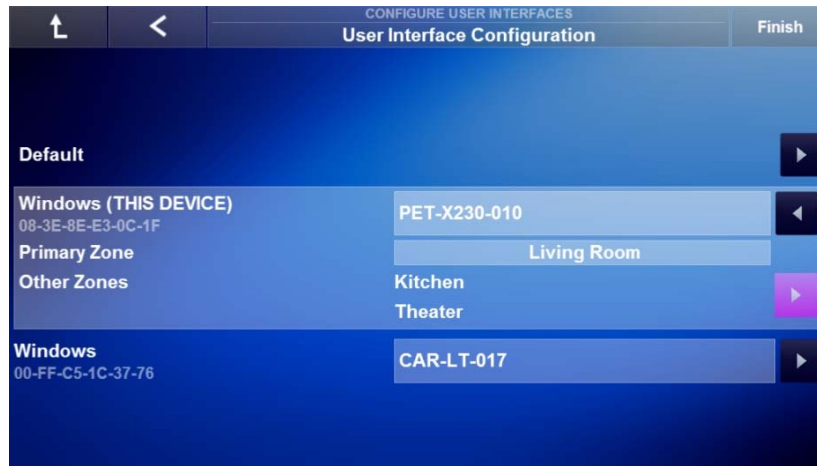 CONFIGURE USER INTERFACES
User Interface Configuration
Finish
Default
Windows (THIS DEVICE)
08-3E-8E-E3-0C-1F
PET-X230-010
Primary Zone
Living Room
Other Zones
Kitchen
Theater
Windows
00-FF-C5-1C-37-76
CAR-LT-017